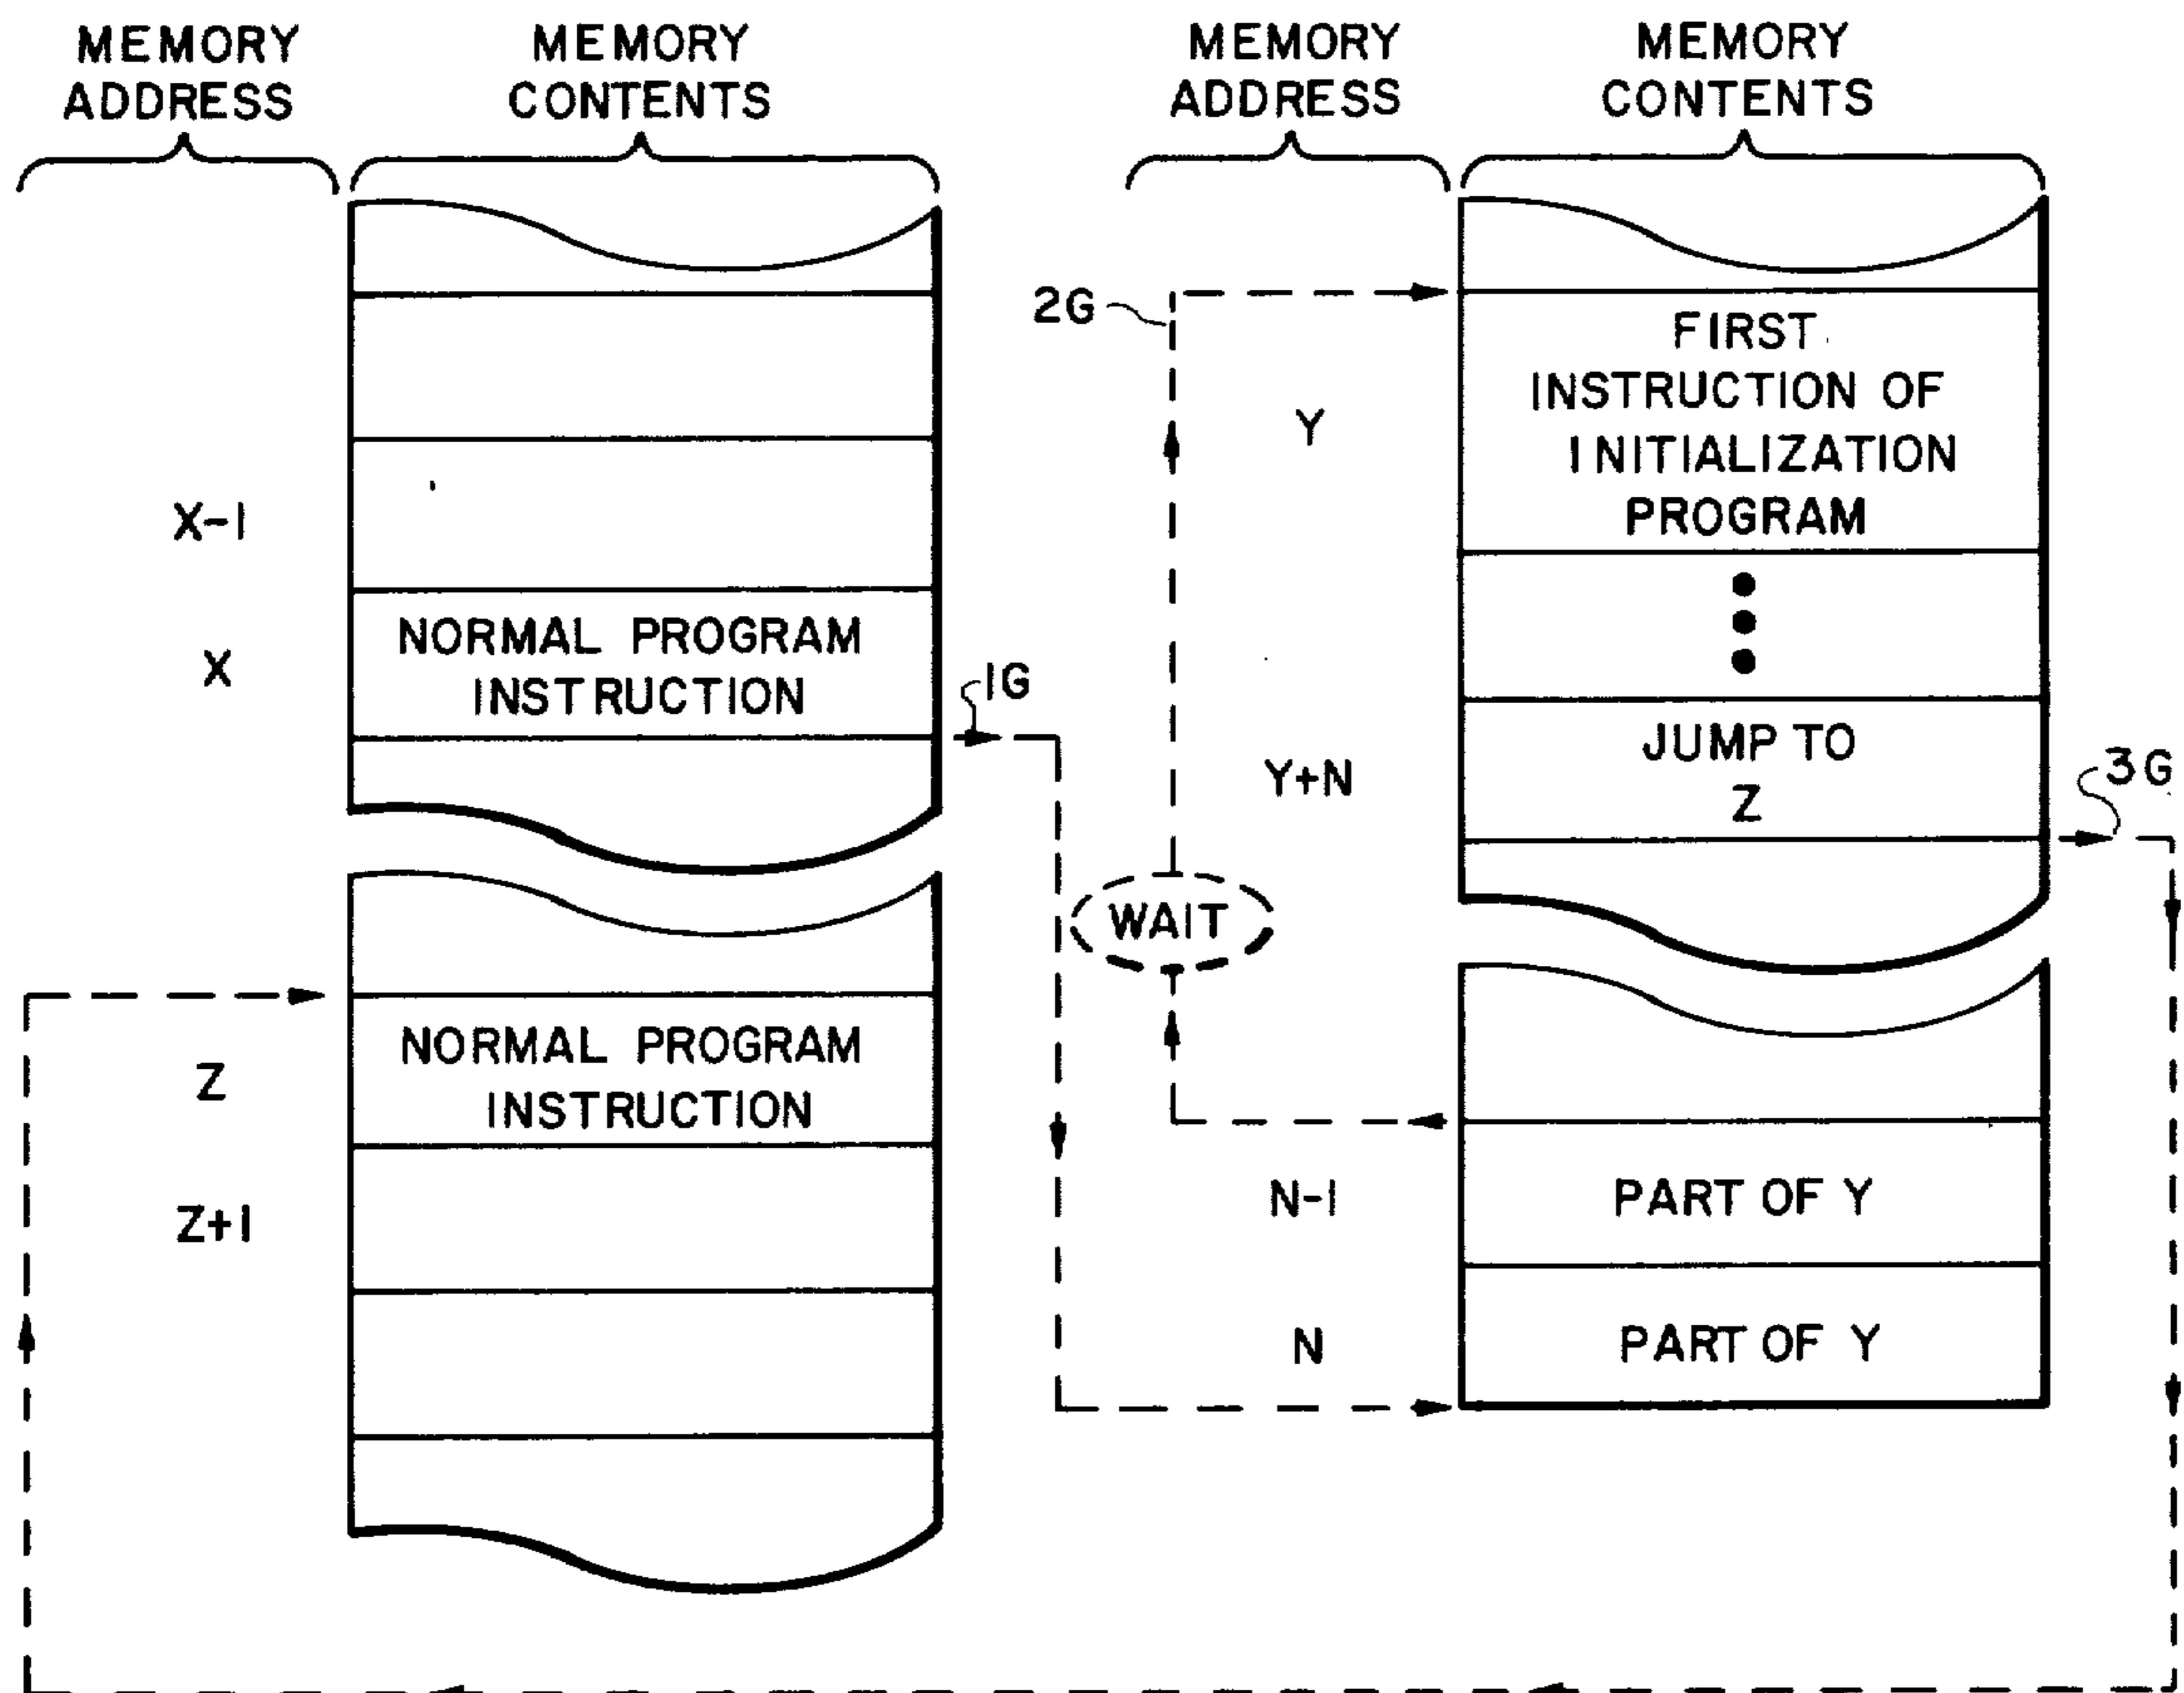 MEMORY
ADDRESS
MEMORY
CONTENTS
MEMORY
ADDRESS
MEMORY
CONTENTS
X-1
X
NORMAL PROGRAM
INSTRUCTION
1G
Z
NORMAL PROGRAM
INSTRUCTION
Z+1
2G
Y
FIRST
INSTRUCTION OF
INITIALIZATION
PROGRAM
Y+N
JUMP TO
Z
3G
WAIT
N-1
PART OF Y
N
PART OF Y